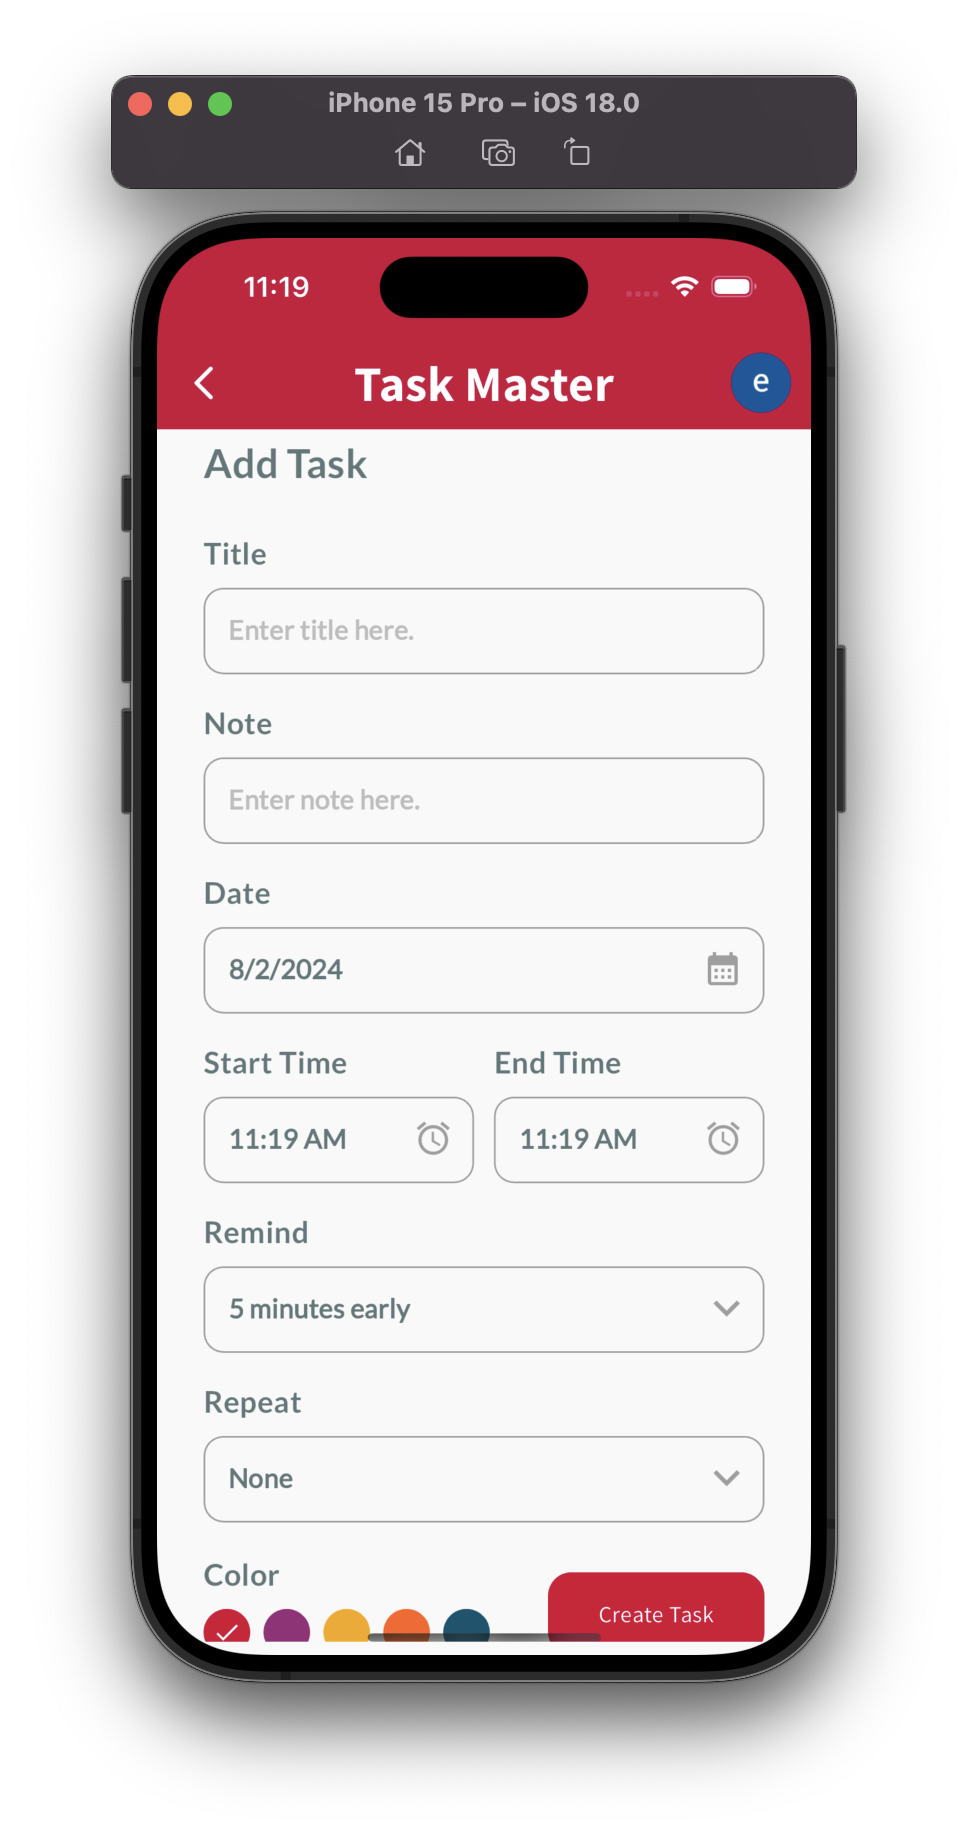 iPhone 15 Pro – iOS 18.0
11:19
Task Master
e
Add Task
Title
Enter title here.
Note
Enter note here.
Date
8/2/2024
Start Time End Time
11:19 AM 11:19 AM
Remind
5 minutes early
Repeat
None
Color
Create Task